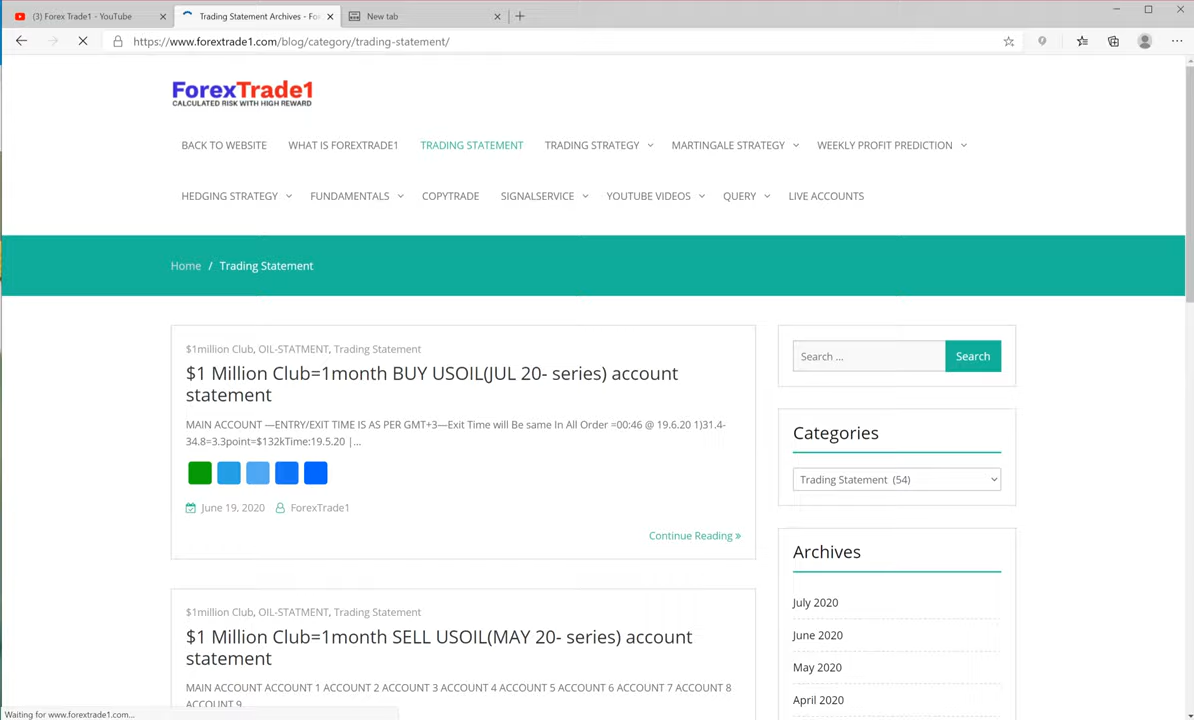 (3) Forex Trade1 - YouTube
Trading Statement Archives - Fo
New tab
https://www.forextrade1.com/blog/category/trading-statement/
ForexTrade1
CALCULATED RISK WITH HIGH REWARD
BACK TO WEBSITE WHAT IS FOREXTRADE1 TRADING STATEMENT TRADING STRATEGY MARTINGALE STRATEGY WEEKLY PROFIT PREDICTION
HEDGING STRATEGY FUNDAMENTALS COPYTRADE SIGNALSERVICE YOUTUBE VIDEOS QUERY LIVE ACCOUNTS
Home / Trading Statement
$1million Club, OIL-STATMENT, Trading Statement
$1 Million Club=1month BUY USOIL(JUL 20- series) account
statement
MAIN ACCOUNT —ENTRY/EXIT TIME IS AS PER GMT+3—Exit Time will Be same In All Order =00:46 @ 19.6.20 1)31.4-
34.8=3.3point=$132kTime:19.5.20 |...
June 19, 2020 ForexTrade1
Continue Reading »
$1million Club, OIL-STATMENT, Trading Statement
$1 Million Club=1month SELL USOIL(MAY 20- series) account
statement
MAIN ACCOUNT ACCOUNT 1 ACCOUNT 2 ACCOUNT 3 ACCOUNT 4 ACCOUNT 5 ACCOUNT 6 ACCOUNT 7 ACCOUNT 8
ACCOUNT 9
Search ...
Search
Categories
Trading Statement (54)
Archives
July 2020
June 2020
May 2020
April 2020
Waiting for www.forextrade1.com...